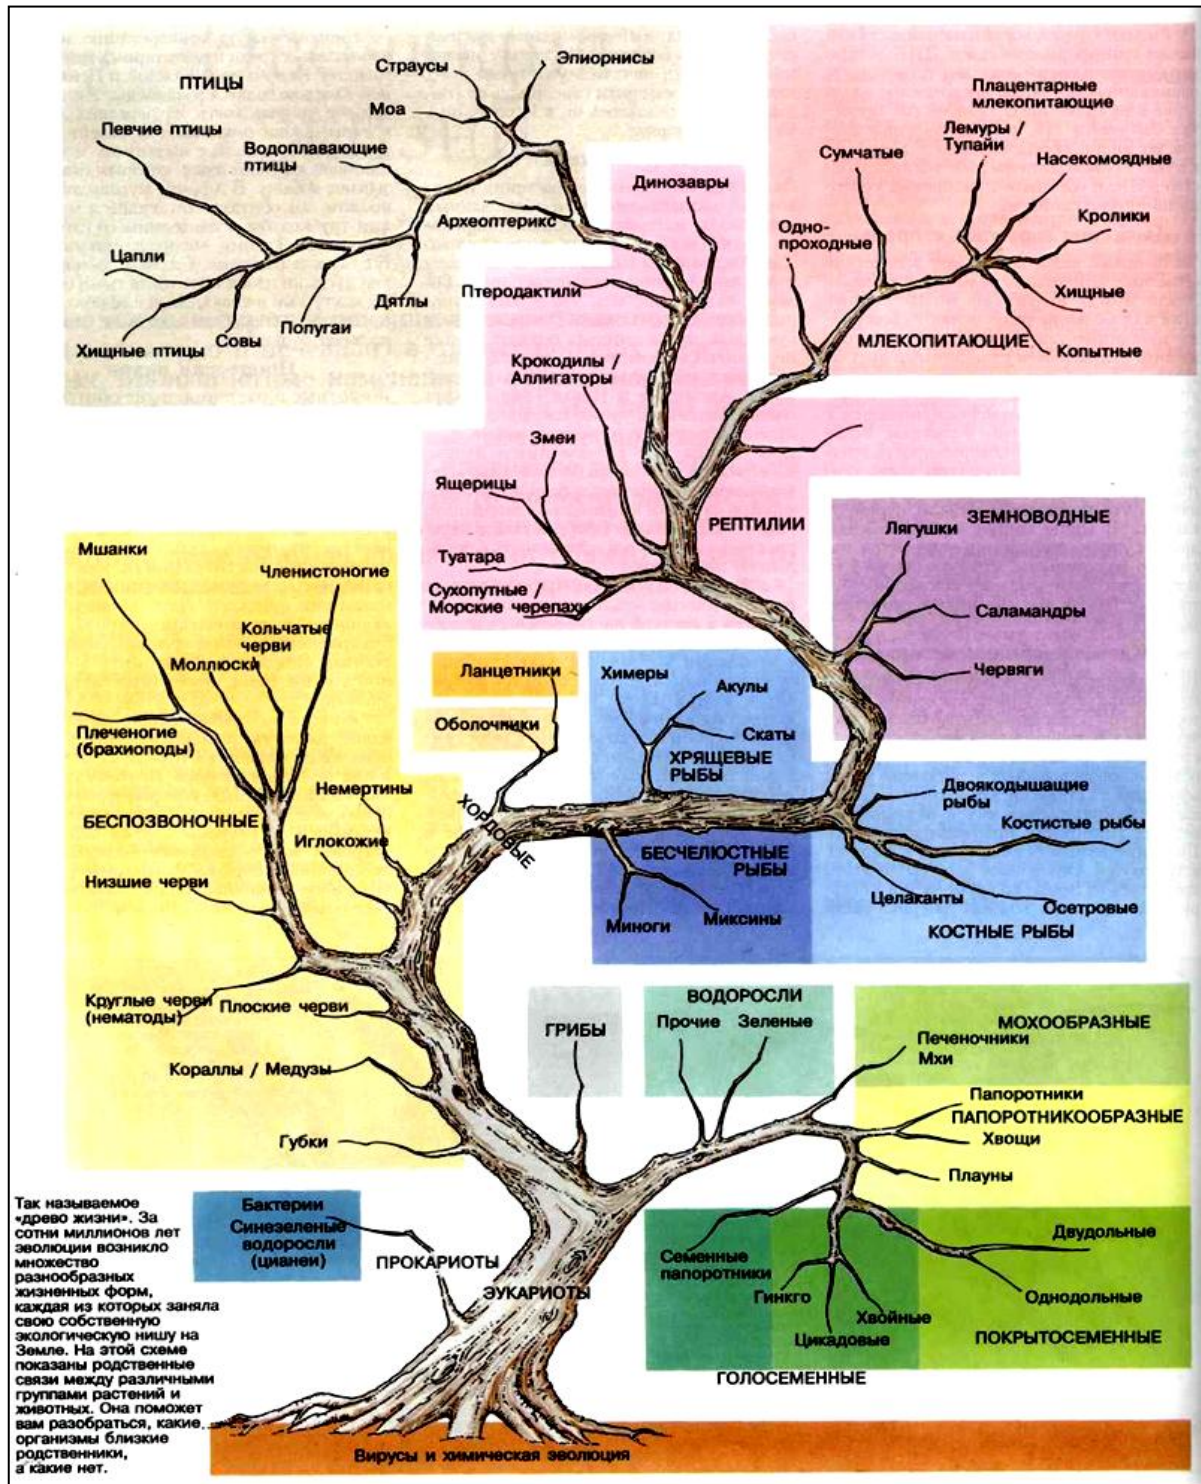 ПТИЦЫ
Страусы
Эпиорнисы
Моа
Певчие птицы
Водоплавающие
птицы
Археоптерикс
Цапли
Дятлы
Попугаи
Совы
Хищные птицы
Динозавры
Птеродактили
Крокодилы /
Аллигаторы
Змеи
Ящерицы
Туатара
Сухопутные /
Морские черепахи
РЕПТИЛИИ
Плацентарные
млекопитающие
Лемуры /
Тупайи
Сумчатые
Насекомоядные
Одно-
проходные
Кролики
Хищные
МЛЕКОПИТАЮЩИЕ
Копытные
ЗЕМНОВОДНЫЕ
Лягушки
Саламандры
Червяги
Мшанки
Членистоногие
Кольчатые
черви
Моллюски
Плеченогие
(брахиоподы)
Немертины
БЕСПОЗВОНОЧНЫЕ
Иглокожие
Низшие черви
Круглые черви
(нематоды)
Плоские черви
Кораллы / Медузы
Губки
Ланцетники
Оболочники
ХОРДОВЫЕ
Химеры
Акулы
Скаты
ХРЯЩЕВЫЕ
РЫБЫ
БЕСЧЕЛЮСТНЫЕ
РЫБЫ
Миноги
Миксины
Двоякодышащие
рыбы
Костистые рыбы
Целаканты
Осетровые
КОСТНЫЕ РЫБЫ
ГРИБЫ
ВОДОРОСЛИ
Прочие
Зеленые
МОХООБРАЗНЫЕ
Печеночники
Мхи
Папоротники
ПАПОРОТНИКООБРАЗНЫЕ
Хвощи
Плауны
Семенные
папоротники
Гинкго
Цикадовые
Хвойные
ГОЛОСЕМЕННЫЕ
Двудольные
Однодольные
ПОКРЫТОСЕМЕННЫЕ
Бактерии
Синезеленые
водоросли
(цианеи)
ПРОКАРИОТЫ
ЭУКАРИОТЫ
Так называемое
«древо жизни». За
сотни миллионов лет
эволюции возникло
множество
разнообразных
жизненных форм,
каждая из которых заняла
свою собственную
экологическую нишу на
Земле. На этой схеме
показаны родственные
связи между различными
группами растений и
животных. Она поможет
вам разобраться, какие
организмы близкие
родственники,
а какие нет.
Вирусы и химическая эволюция